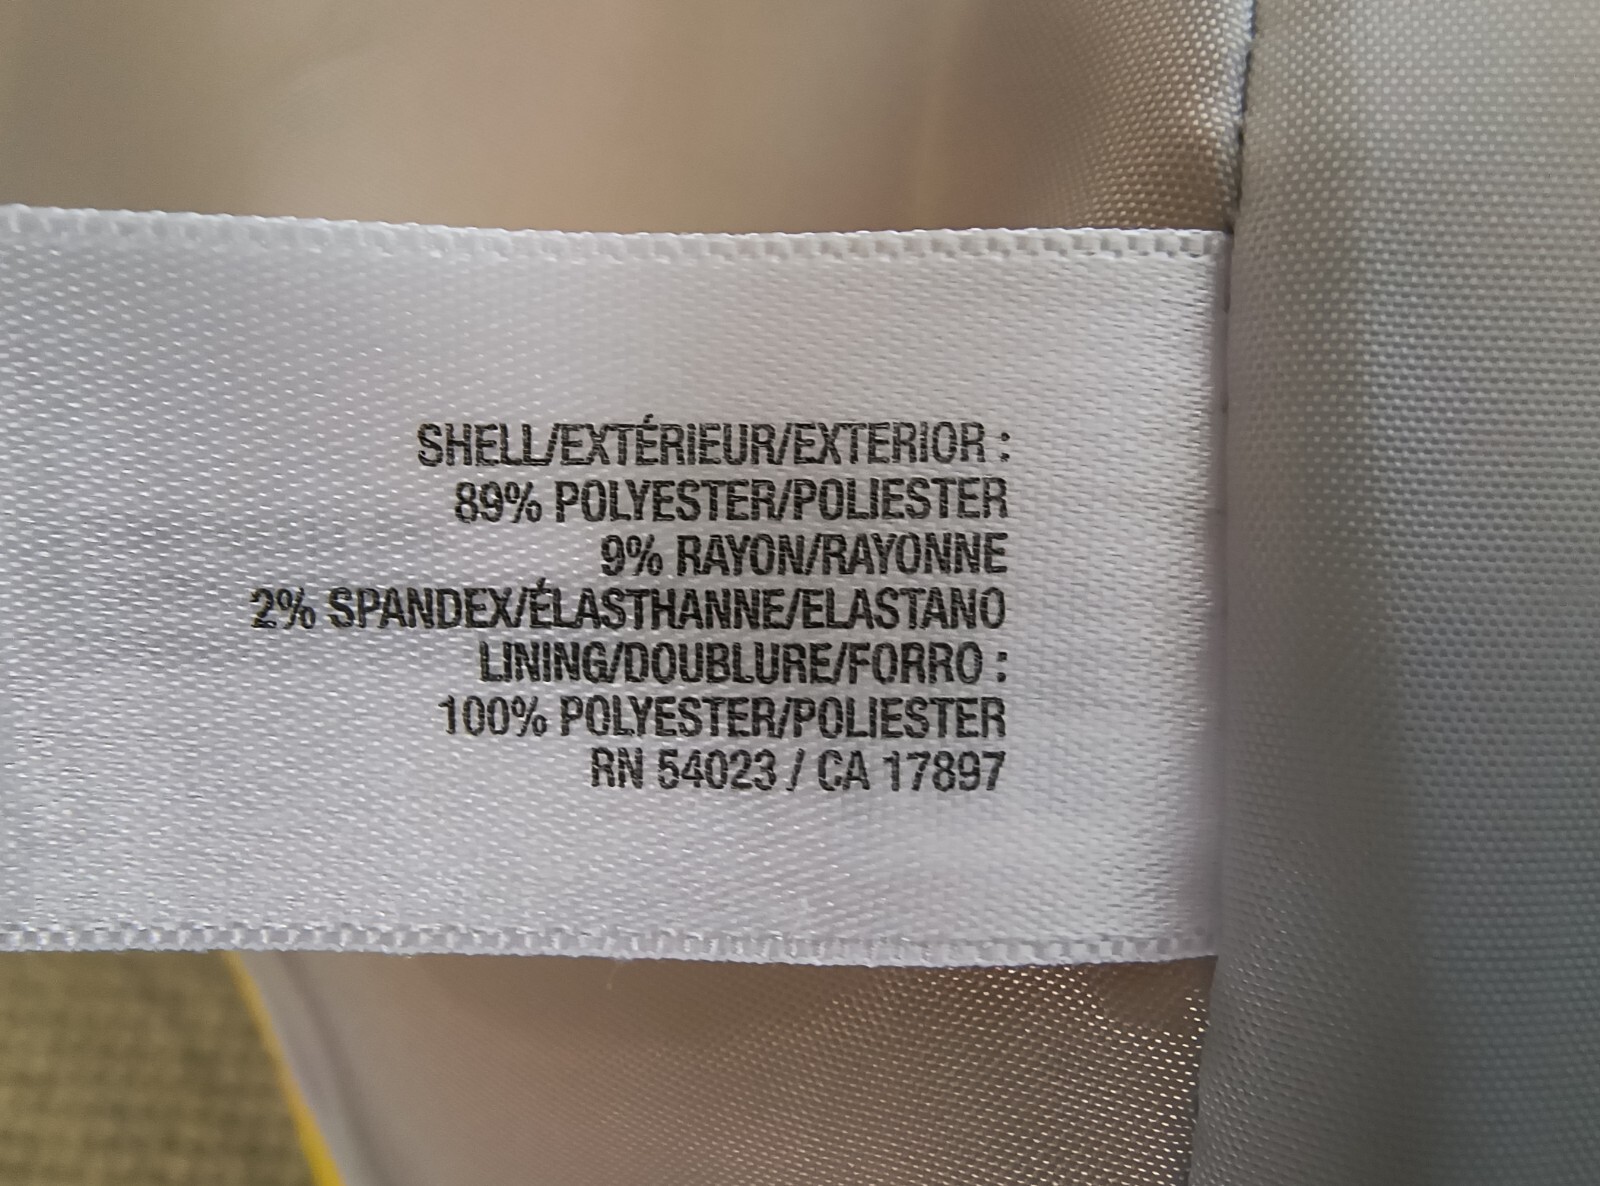 SHELL/EXTÉRIEUR/EXTERIOR :
89% POLYESTER/POLIESTER
9% RAYON/RAYONNE
2% SPANDEX/ÉLASTHANNE/ELASTANO
LINING/DOUBLURE/FORRO :
100% POLYESTER/POLIESTER
RN 54023 / CA 17897